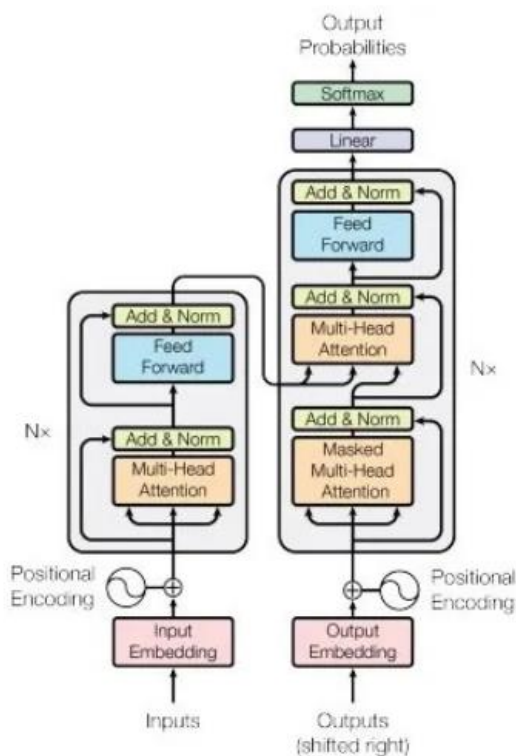 Output
Probabilities
Softmax
Linear
Add & Norm
Feed
Forward
Add & Norm
Multi-Head
Attention
Add & Norm
Masked
Multi-Head
Attention
Nx
Positional
Encoding
Output
Embedding
Outputs
(shifted right)
Add & Norm
Feed
Forward
Add & Norm
Multi-Head
Attention
Nx
Positional
Encoding
Input
Embedding
Inputs